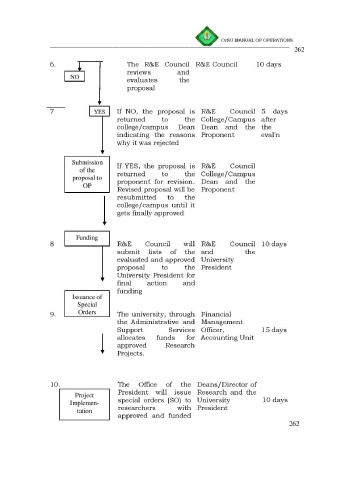 CvSU MANUAL OF OPERATIONS
262
6.
NO
The R&E Council
reviews and
evaluates the
proposal
R&E Council
10 days
7
YES
If NO, the proposal is
returned to the
college/campus Dean
indicating the reasons
why it was rejected
R&E Council
College/Campus
Dean and the
Proponent
5 days
after
the
eval'n
Submission
of the
proposal to
OP
If YES, the proposal is
returned to the
proponent for revision.
Revised proposal will be
resubmitted to the
college/campus until it
gets finally approved
R&E Council
College/Campus
Dean and the
Proponent
Funding
8
R&E Council will
submit lists of the
evaluated and approved
proposal to the
University President for
final action and
funding
R&E Council
and the
University
President
10 days
Issuance of
Special
Orders
9.
The university, through
the Administrative and
Support Services
allocates funds for
approved Research
Projects.
Financial
Management
Officer,
Accounting Unit
15 days
10.
Project
Implemen-
tation
The Office of the
President will issue
special orders (SO) to
researchers with
approved and funded
Deans/Director of
Research and the
University
President
10 days
262